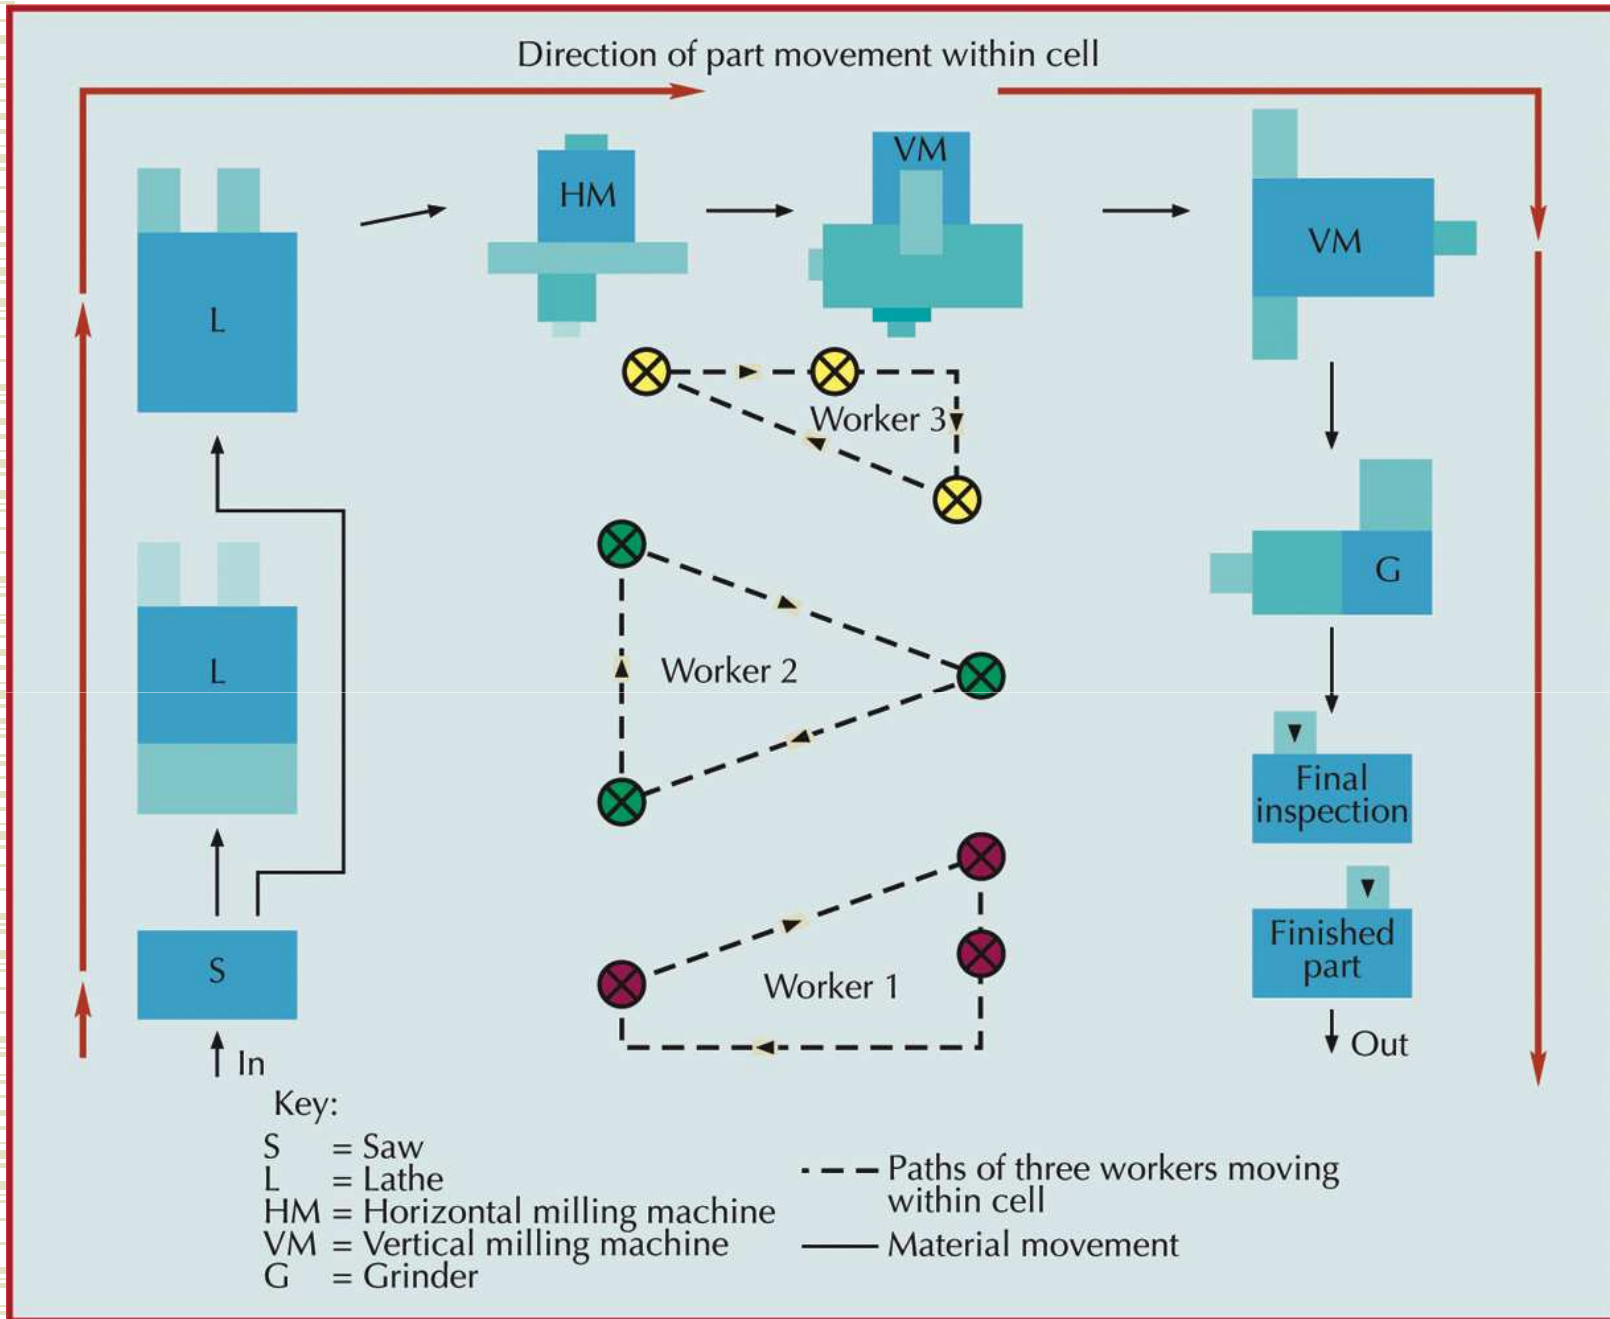 Direction of part movement within cell
HM
VM
VM
L
Worker 3
G
L
Worker 2
Final
inspection
Finished
part
S
Worker 1
In
Out
Key:
S = Saw
L = Lathe
HM = Horizontal milling machine
VM = Vertical milling machine
G = Grinder
Paths of three workers moving
within cell
Material movement